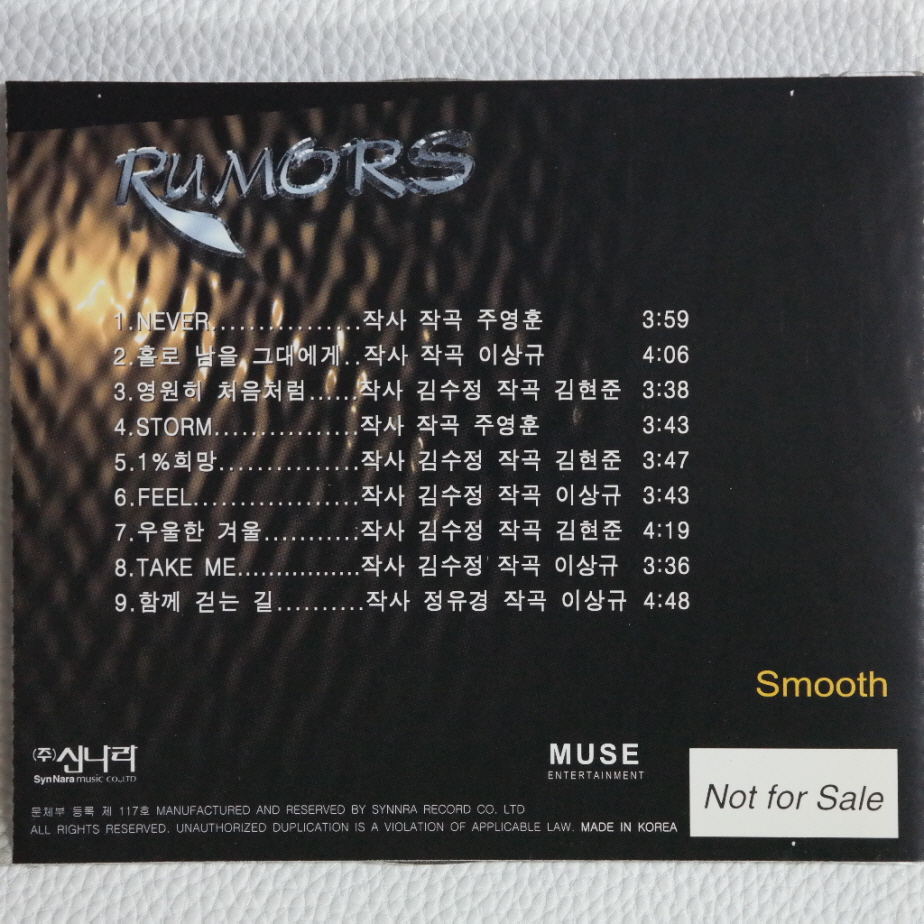 RUMORS
1.NEVER................작사 작곡 주영훈 3:59
2.홀로 남을 그대에게..작사 작곡 이상규 4:06
3.영원히 처음처럼......작사 김수정 작곡 김현준 3:38
4.STORM................작사 작곡 주영훈 3:43
5.1%희망...............작사 김수정 작곡 김현준 3:47
6.FEEL..................작사 김수정 작곡 이상규 3:43
7.우울한 겨울...........작사 김수정 작곡 김현준 4:19
8.TAKE ME................작사 김수정 작곡 이상규 3:36
9.함께 걷는 길..........작사 정유경 작곡 이상규 4:48
Smooth
(주)신나라
SynNara music CO.,LTD
MUSE
ENTERTAINMENT
Not for Sale
문체부 등록 제 117호 MANUFACTURED AND RESERVED BY SYNNRA RECORD CO. LTD
ALL RIGHTS RESERVED. UNAUTHORIZED DUPLICATION IS A VIOLATION OF APPLICABLE LAW. MADE IN KOREA